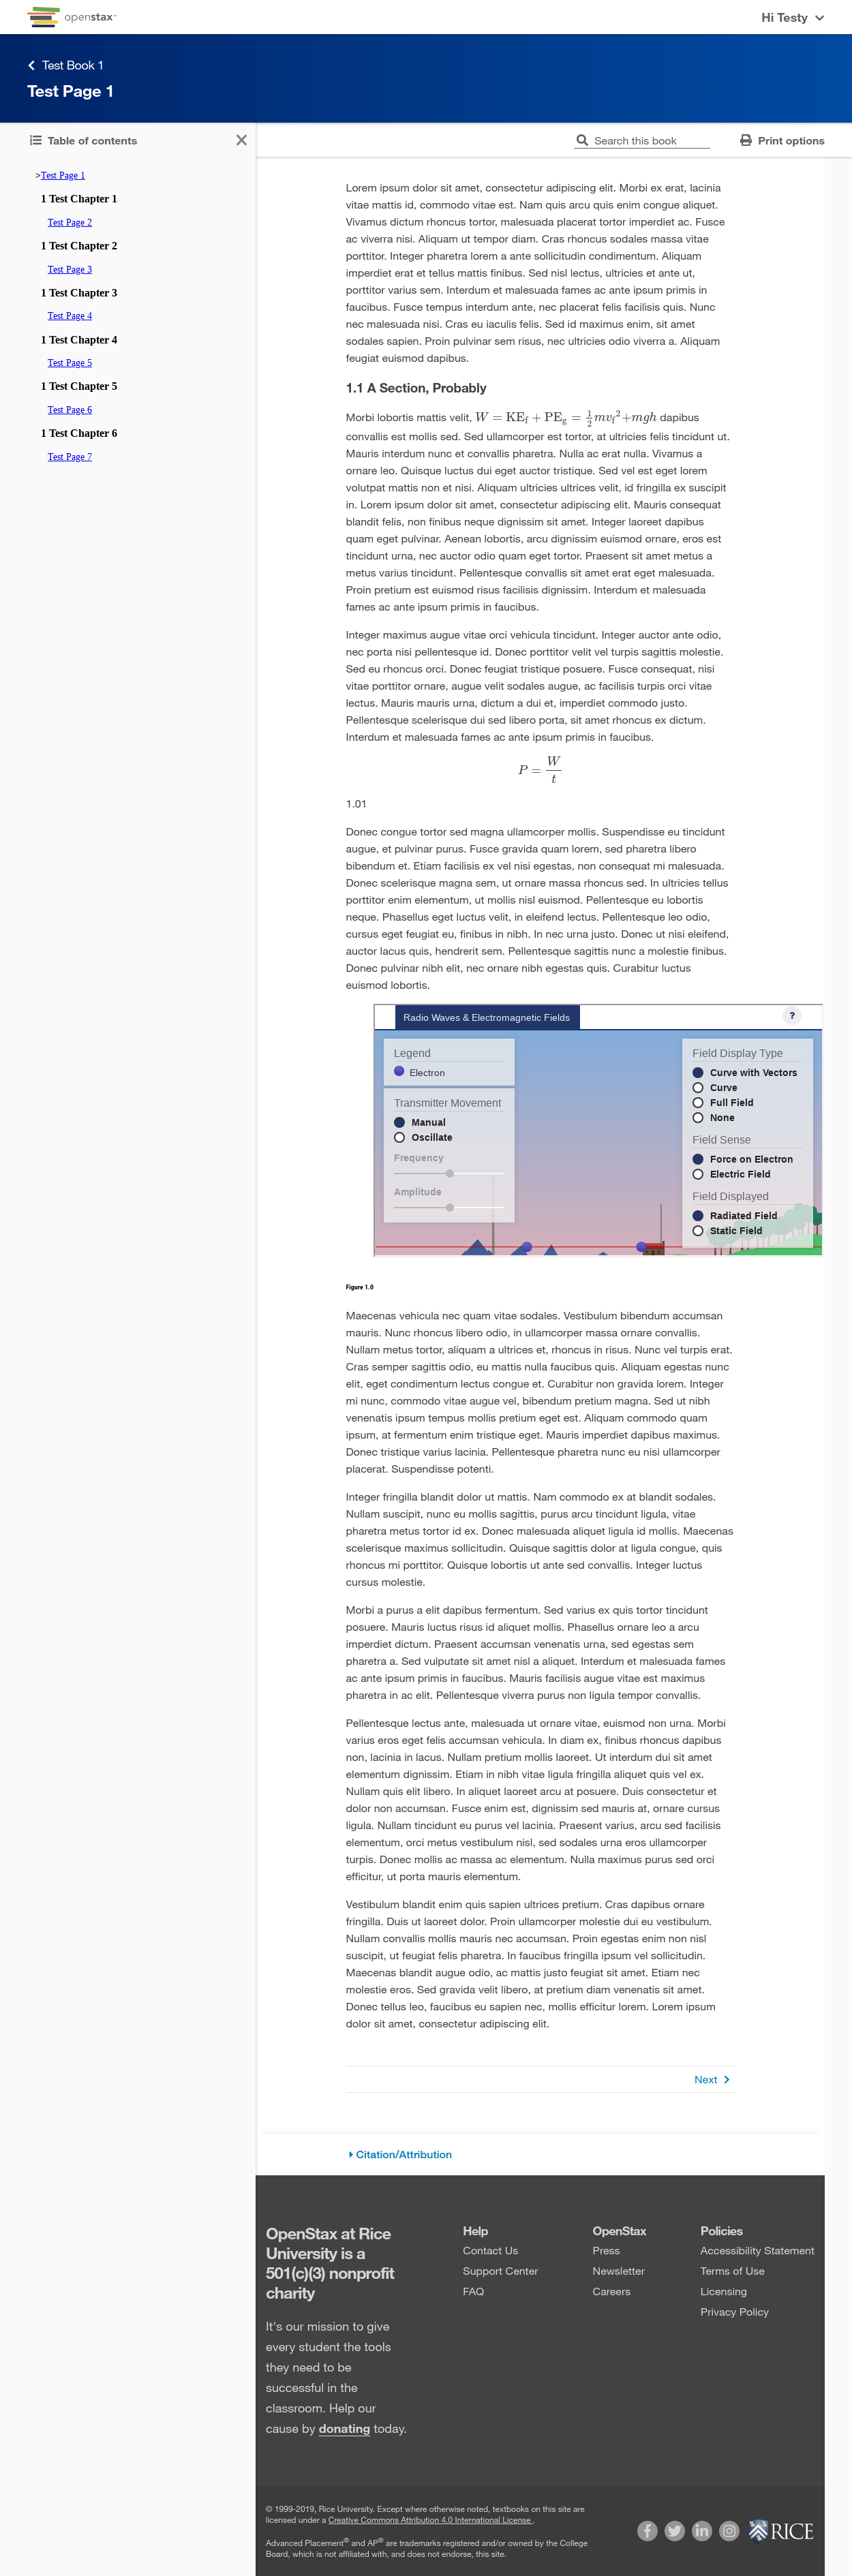 openstax™
Hi Testy
Test Book 1
Test Page 1
Table of contents
Search this book
Print options
>Test Page 1
1 Test Chapter 1
Test Page 2
1 Test Chapter 2
Test Page 3
1 Test Chapter 3
Test Page 4
1 Test Chapter 4
Test Page 5
1 Test Chapter 5
Test Page 6
1 Test Chapter 6
Test Page 7
Lorem ipsum dolor sit amet, consectetur adipiscing elit. Morbi ex erat, lacinia
vitae mattis id, commodo vitae erat. Nam quis arcu quis enim congue aliquet.
Vivamus dictum rhoncus tortor, malesuada placerat tortor imperdiet ac. Fusce
ac viverra nisi. Aliquam ut tempor diam. Cras rhoncus sodales massa vitae
porttitor. Integer pharetra lorem a ante sollicitudin condimentum. Aliquam
imperdiet erat et tellus mattis finibus. Sed nisl lectus, ultricies et ante ut,
porttitor varius sem. Interdum et malesuada fames ac ante ipsum primis in
faucibus. Fusce tempus interdum ante, nec placerat felis facilisis quis. Nunc
nec malesuada nisi. Cras eu iaculis felis. Sed id maximus enim, sit amet
sodales sapien. Proin pulvinar sem risus, nec ultricies odio viverra a. Aliquam
feugiat euismod dapibus.
1.1 A Section, Probably
Morbi lobortis mattis velit, W = KEf + PEg = 1/2 mvf² + mgh dapibus
convallis est mollis sed. Sed ullamcorper est tortor, at ultricies felis tincidunt ut.
Mauris interdum nunc et convallis pharetra. Nulla ac erat nulla. Vivamus a
ornare leo. Quisque luctus dui eget auctor tristique. Sed vel est eget lorem
volutpat mattis non et nisi. Aliquam ultricies ultrices velit, id fringilla ex suscipit
in. Lorem ipsum dolor sit amet, consectetur adipiscing elit. Mauris consequat
blandit felis, non finibus neque dignissim sit amet. Integer laoreet dapibus
quam eget pulvinar. Aenean lobortis, arcu dignissim euismod ornare, eros est
tincidunt urna, nec auctor odio quam eget tortor. Praesent sit amet metus a
metus varius tincidunt. Pellentesque convallis sit amet erat eget malesuada.
Proin pretium est euismod risus facilisis dignissim. Interdum et malesuada
fames ac ante ipsum primis in faucibus.
Integer maximus augue vitae orci vehicula tincidunt. Integer auctor ante odio,
nec porta nisi pellentesque id. Donec porttitor velit vel turpis sagittis molestie.
Sed eu rhoncus orci. Donec feugiat tristique posuere. Fusce consequat, nisi
vitae porttitor ornare, augue velit sodales augue, ac facilisis turpis orci vitae
lectus. Mauris mauris urna, dictum a dui et, imperdiet commodo justo.
Pellentesque scelerisque dui sed libero porta, sit amet rhoncus ex dictum.
Interdum et malesuada fames ac ante ipsum primis in faucibus.
P = W/t
1.01
Donec congue tortor sed magna ullamcorper mollis. Suspendisse eu tincidunt
augue, et pulvinar purus. Fusce gravida quam lorem, sed pharetra libero
bibendum et. Etiam facilisis ex vel nisi egestas, non consequat mi malesuada.
Donec scelerisque magna sem, ut ornare massa rhoncus sed. In ultricies tellus
porttitor enim elementum, ut mollis nisl euismod. Pellentesque eu lobortis
neque. Phasellus eget luctus velit, in eleifend lectus. Pellentesque leo odio,
cursus eget feugiat eu, finibus in nibh. In nec urna justo. Donec ut nisi eleifend,
auctor lacus quis, hendrerit sem. Pellentesque sagittis nunc a molestie finibus.
Donec pulvinar nibh elit, nec ornare nibh egestas quis. Curabitur luctus
euismod lobortis.
Radio Waves & Electromagnetic Fields
?
Legend
Electron
Transmitter Movement
Manual
Oscillate
Frequency
Amplitude
Field Display Type
Curve with Vectors
Curve
Full Field
None
Field Sense
Force on Electron
Electric Field
Field Displayed
Radiated Field
Static Field
Figure 1.0
Maecenas vehicula nec quam vitae sodales. Vestibulum bibendum accumsan
mauris. Nunc rhoncus libero odio, in ullamcorper massa ornare convallis.
Nullam metus tortor, aliquam a ultrices et, rhoncus in risus. Nunc vel turpis erat.
Cras semper sagittis odio, eu mattis nulla faucibus quis. Aliquam egestas nunc
elit, eget condimentum lectus congue et. Curabitur non gravida lorem. Integer
mi nunc, commodo vitae augue vel, bibendum pretium magna. Sed ut nibh
venenatis ipsum tempus mollis pretium eget est. Aliquam commodo quam
ipsum, at fermentum enim tristique eget. Mauris imperdiet dapibus maximus.
Donec tristique varius lacinia. Pellentesque pharetra nunc eu nisi ullamcorper
placerat. Suspendisse potenti.
Integer fringilla blandit dolor ut mattis. Nam commodo ex at blandit sodales.
Nullam suscipit, nunc eu mollis sagittis, purus arcu tincidunt ligula, vitae
pharetra metus tortor id ex. Donec malesuada aliquet ligula id mollis. Maecenas
scelerisque maximus sollicitudin. Quisque sagittis dolor at ligula congue, quis
rhoncus mi porttitor. Quisque lobortis ut ante sed convallis. Integer luctus
cursus molestie.
Morbi a purus a elit dapibus fermentum. Sed varius ex quis tortor tincidunt
posuere. Mauris luctus risus id aliquet mollis. Phasellus ornare leo a arcu
imperdiet dictum. Praesent accumsan venenatis urna, sed egestas sem
pharetra a. Sed vulputate sit amet nisl a aliquet. Interdum et malesuada fames
ac ante ipsum primis in faucibus. Mauris facilisis augue vitae est maximus
pharetra in ac elit. Pellentesque viverra purus non ligula tempor convallis.
Pellentesque lectus ante, malesuada ut ornare vitae, euismod non urna. Morbi
varius eros eget felis accumsan vehicula. In diam ex, finibus rhoncus dapibus
non, lacinia in lacus. Nullam pretium mollis laoreet. Ut interdum dui sit amet
elementum dignissim. Etiam in nibh vitae ligula fringilla aliquet quis vel ex.
Nullam quis elit libero. In aliquet laoreet arcu at posuere. Duis consectetur et
dolor non accumsan. Fusce enim est, dignissim sed mauris at, ornare cursus
ligula. Nullam tincidunt eu purus vel lacinia. Praesent varius, arcu sed facilisis
elementum, orci metus vestibulum nisl, sed sodales urna eros ullamcorper
turpis. Donec mollis ac massa ac elementum. Nulla maximus purus sed orci
efficitur, ut porta mauris elementum.
Vestibulum blandit enim quis sapien ultrices pretium. Cras dapibus ornare
fringilla. Duis ut laoreet dolor. Proin ullamcorper molestie dui eu vestibulum.
Nullam convallis mollis mauris nec accumsan. Proin egestas enim non nisl
suscipit, ut feugiat felis pharetra. In faucibus fringilla ipsum vel sollicitudin.
Maecenas blandit augue odio, ac mattis justo feugiat sit amet. Etiam nec
molestie eros. Sed gravida velit libero, at pretium diam venenatis sit amet.
Donec tellus leo, faucibus eu sapien nec, mollis efficitur lorem. Lorem ipsum
dolor sit amet, consectetur adipiscing elit.
Next
Citation/Attribution
OpenStax at Rice
University is a
501(c)(3) nonprofit
charity
It's our mission to give
every student the tools
they need to be
successful in the
classroom. Help our
cause by donating today.
Help
Contact Us
Support Center
FAQ
OpenStax
Press
Newsletter
Careers
Policies
Accessibility Statement
Terms of Use
Licensing
Privacy Policy
© 1999-2019, Rice University. Except where otherwise noted, textbooks on this site are
licensed under a Creative Commons Attribution 4.0 International License .
Advanced Placement® and AP® are trademarks registered and/or owned by the College
Board, which is not affiliated with, and does not endorse, this site.
RICE